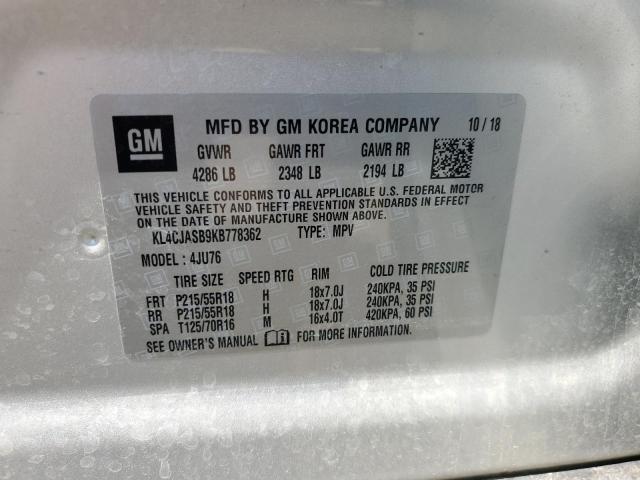 GM MFD BY GM KOREA COMPANY 10 / 18
GVWR GAWR FRT GAWR RR
4286 LB 2348 LB 2194 LB
THIS VEHICLE CONFORMS TO ALL APPLICABLE U.S. FEDERAL MOTOR
VEHICLE SAFETY AND THEFT PREVENTION STANDARDS IN EFFECT
ON THE DATE OF MANUFACTURE SHOWN ABOVE.
KL4CJASB9KB778362 TYPE: MPV
MODEL: 4JU76
TIRE SIZE SPEED RTG RIM COLD TIRE PRESSURE
FRT P215/55R18 H 18x7.0J 240KPA, 35 PSI
RR P215/55R18 H 18x7.0J 240KPA, 35 PSI
SPA T125/70R16 M 16x4.0T 420KPA, 60 PSI
SEE OWNER'S MANUAL FOR MORE INFORMATION.